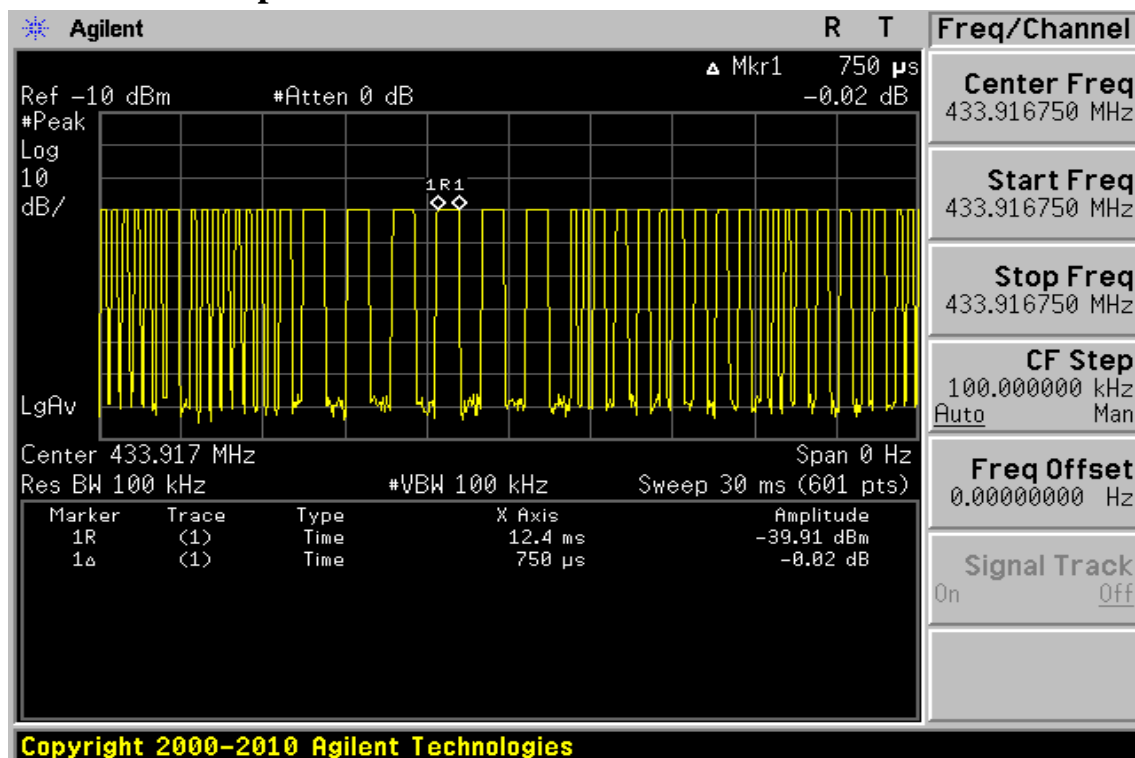 Agilent R T
Freq/Channel
Δ Mkr1 750 µs
Ref −10 dBm #Atten 0 dB −0.02 dB
#Peak
Log
10
dB/
1R1
LgAv
Center 433.917 MHz Span 0 Hz
Res BW 100 kHz #VBW 100 kHz Sweep 30 ms (601 pts)
Marker Trace Type X Axis Amplitude
1R (1) Time 12.4 ms −39.91 dBm
1Δ (1) Time 750 µs −0.02 dB
Center Freq
433.916750 MHz
Start Freq
433.916750 MHz
Stop Freq
433.916750 MHz
CF Step
100.000000 kHz
Auto Man
Freq Offset
0.00000000 Hz
Signal Track
On Off
Copyright 2000–2010 Agilent Technologies